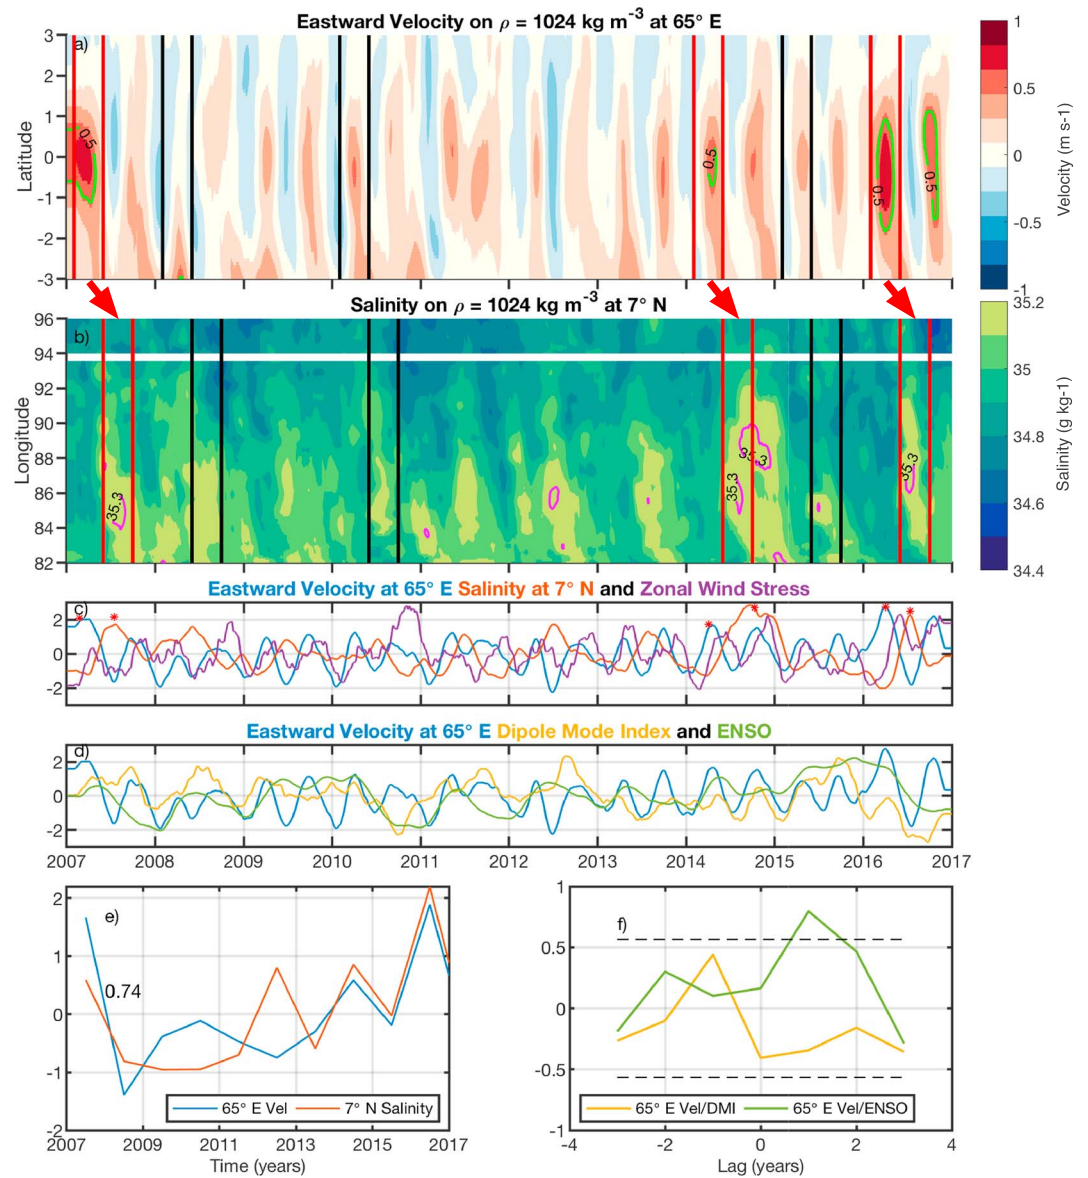 Eastward Velocity on ρ = 1024 kg m⁻³ at 65° E
a)
3
2
1
0
-1
-2
-3
Latitude
0.5
0.5
0.5
0.5
1
0.5
0
-0.5
-1
Velocity (m s-1)
Salinity on ρ = 1024 kg m⁻³ at 7° N
b)
96
94
92
90
88
86
84
82
Longitude
35.3
35.3
35.3
35.3
35.2
35
34.8
34.6
34.4
Salinity (g kg-1)
Eastward Velocity at 65° E Salinity at 7° N and Zonal Wind Stress
c)
2
0
-2
Eastward Velocity at 65° E Dipole Mode Index and ENSO
d)
2
0
-2
2007 2008 2009 2010 2011 2012 2013 2014 2015 2016 2017
e)
2
1
0
-1
-2
0.74
65° E Vel 7° N Salinity
2007 2009 2011 2013 2015 2017
Time (years)
f)
1
0.5
0
-0.5
-1
65° E Vel/DMI 65° E Vel/ENSO
-4 -2 0 2 4
Lag (years)